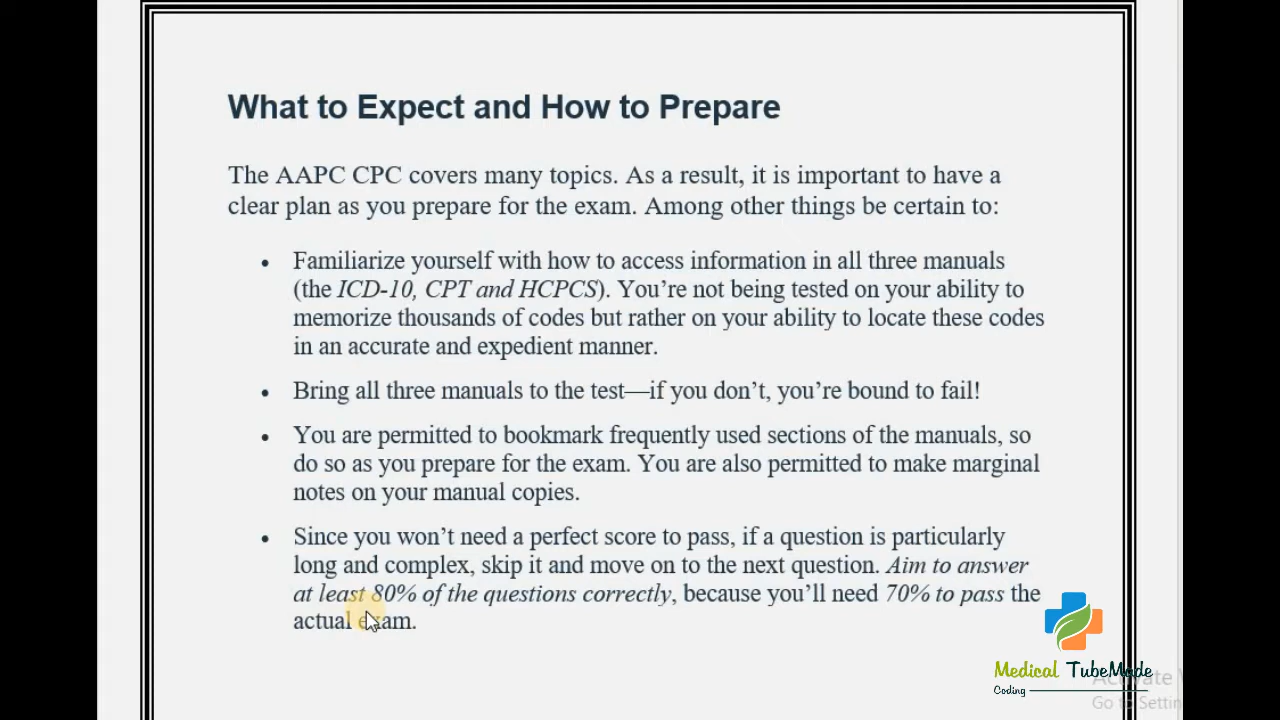 What to Expect and How to Prepare
The AAPC CPC covers many topics. As a result, it is important to have a
clear plan as you prepare for the exam. Among other things be certain to:
• Familiarize yourself with how to access information in all three manuals
(the ICD-10, CPT and HCPCS). You’re not being tested on your ability to
memorize thousands of codes but rather on your ability to locate these codes
in an accurate and expedient manner.
• Bring all three manuals to the test—if you don’t, you’re bound to fail!
• You are permitted to bookmark frequently used sections of the manuals, so
do so as you prepare for the exam. You are also permitted to make marginal
notes on your manual copies.
• Since you won’t need a perfect score to pass, if a question is particularly
long and complex, skip it and move on to the next question. Aim to answer
at least 80% of the questions correctly, because you’ll need 70% to pass the
actual exam.
Medical TubeMade
Coding
Activate
Go to Settin